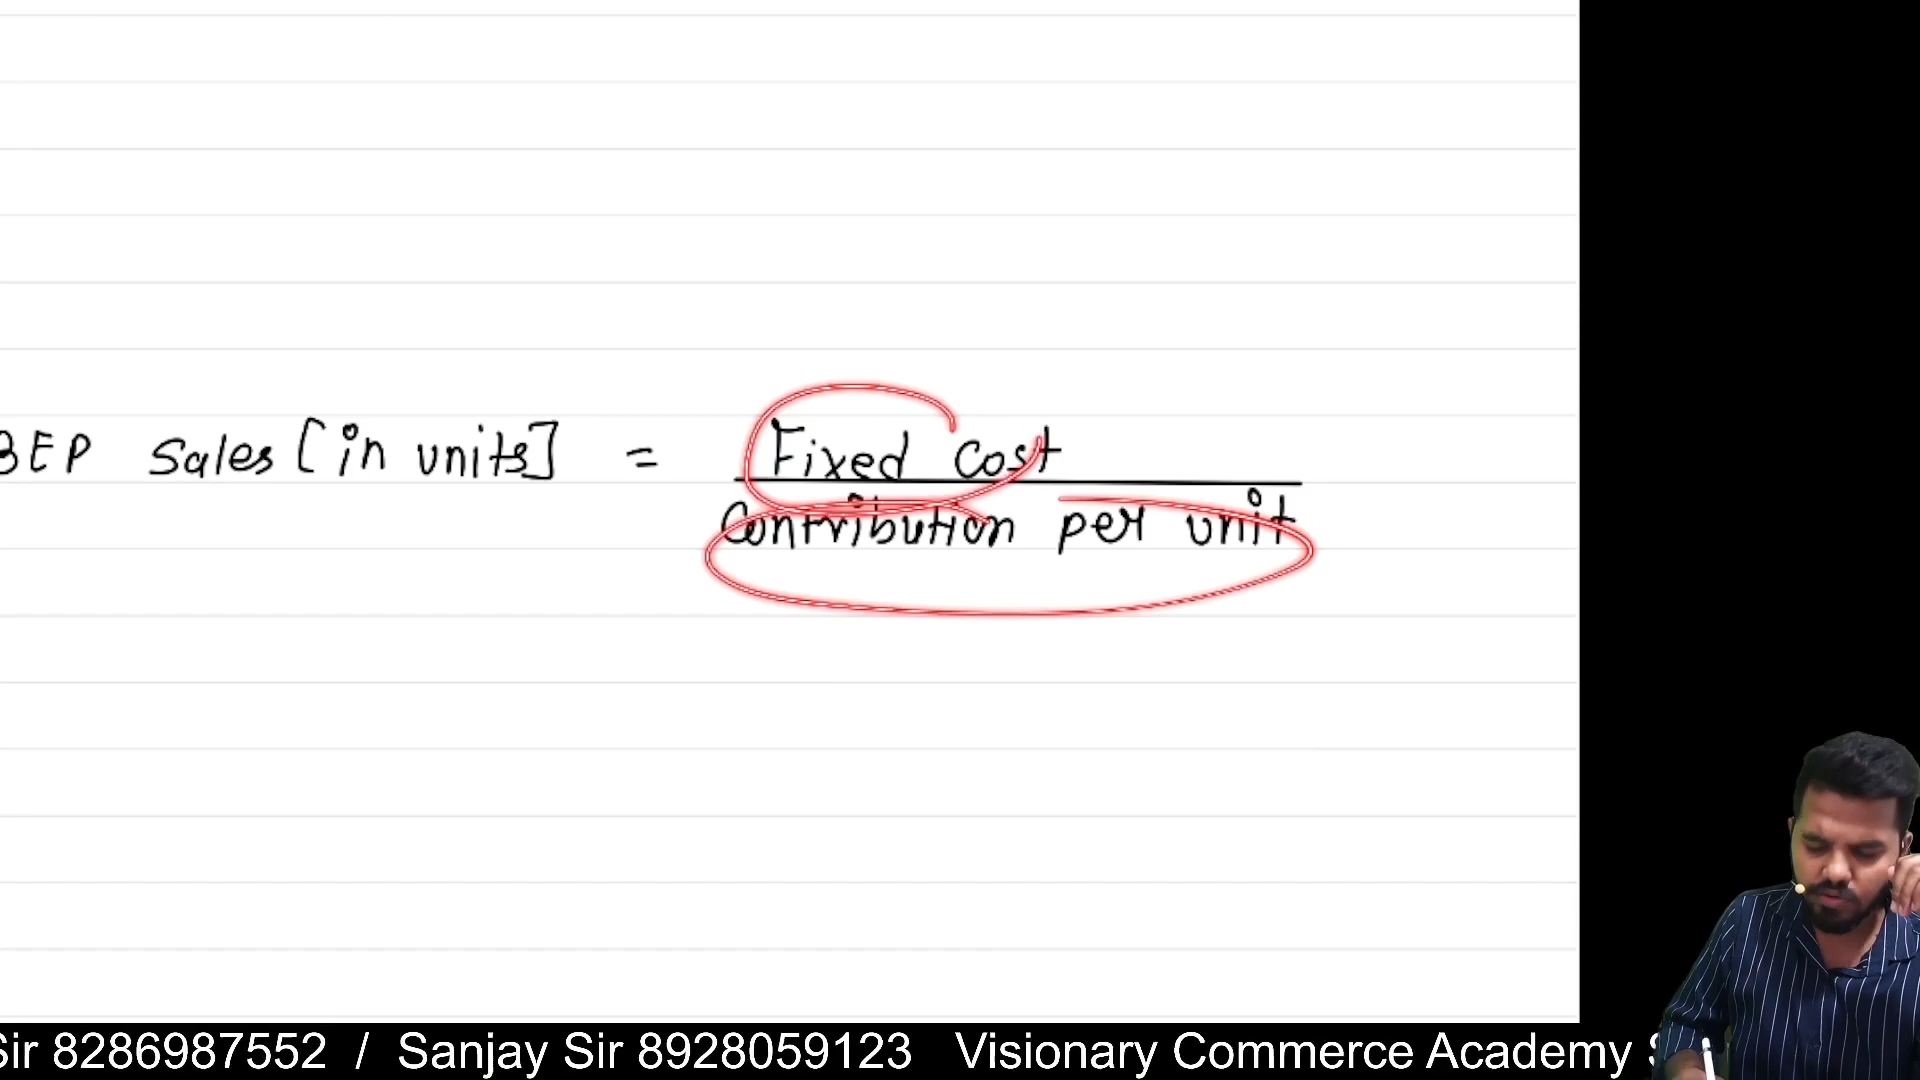 BEP Sales [in units] = Fixed Cost
Contribution per unit
Sir 8286987552 / Sanjay Sir 8928059123 Visionary Commerce Academy